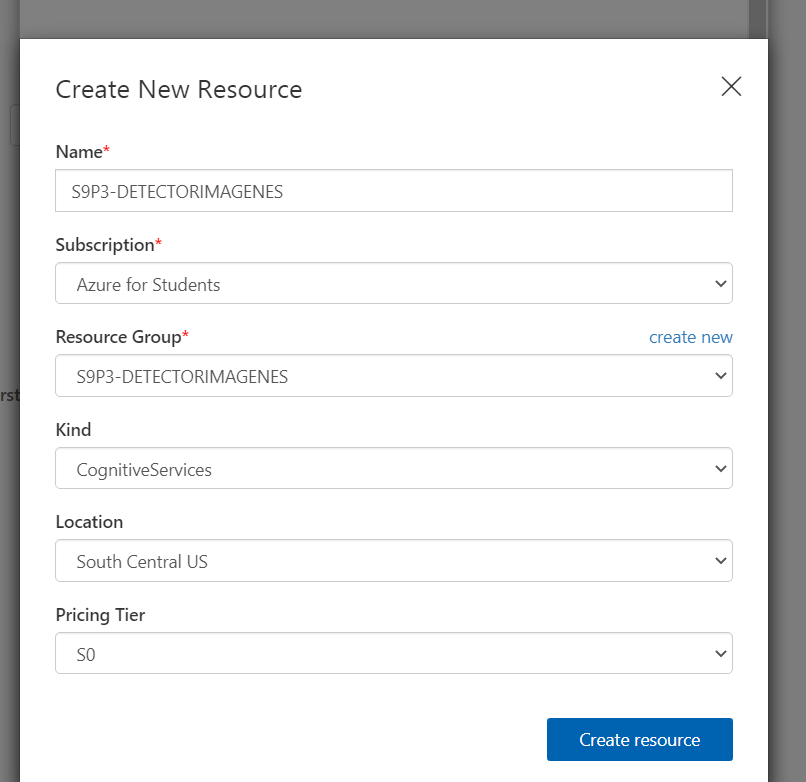 Create New Resource
Name*
S9P3-DETECTORIMAGENES
Subscription*
Azure for Students
Resource Group* create new
S9P3-DETECTORIMAGENES
rst
Kind
CognitiveServices
Location
South Central US
Pricing Tier
S0
Create resource